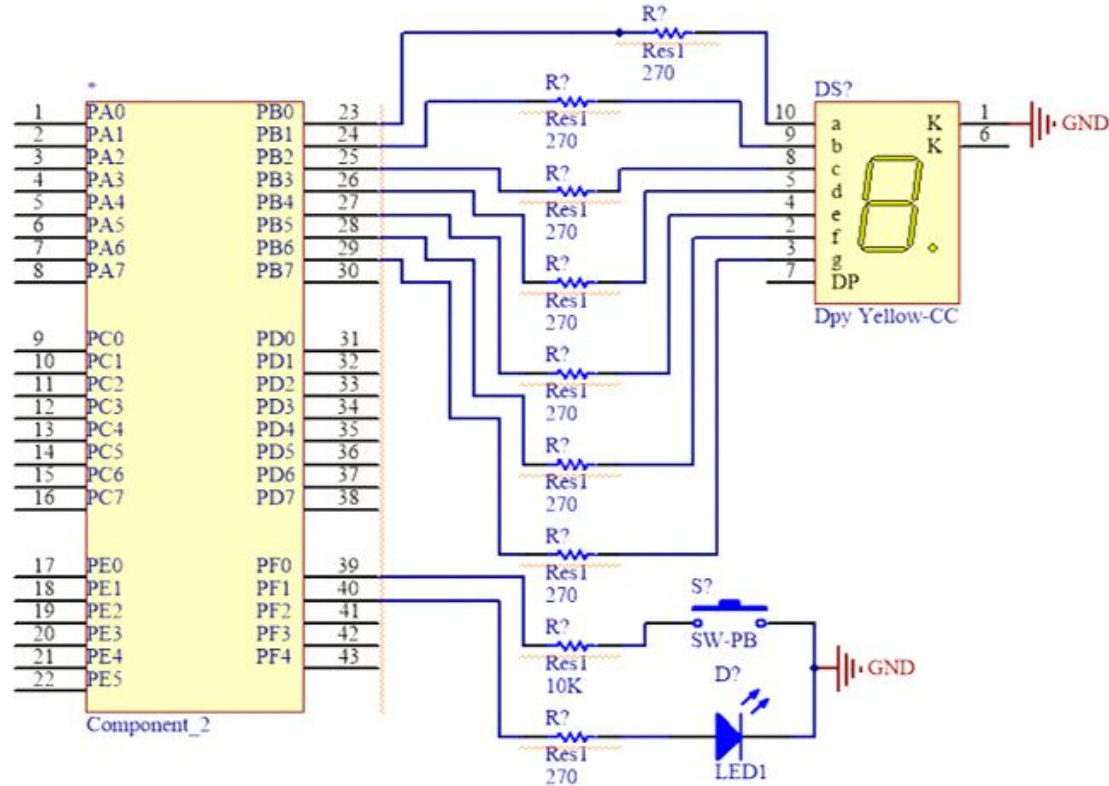 *
1 PA0 PB0 23
2 PA1 PB1 24
3 PA2 PB2 25
4 PA3 PB3 26
5 PA4 PB4 27
6 PA5 PB5 28
7 PA6 PB6 29
8 PA7 PB7 30
9 PC0 PD0 31
10 PC1 PD1 32
11 PC2 PD2 33
12 PC3 PD3 34
13 PC4 PD4 35
14 PC5 PD5 36
15 PC6 PD6 37
16 PC7 PD7 38
17 PE0 PF0 39
18 PE1 PF1 40
19 PE2 PF2 41
20 PE3 PF3 42
21 PE4 PF4 43
22 PE5
Component_2
R?
Res1
270
R?
Res1
270
R?
Res1
270
R?
Res1
270
R?
Res1
270
R?
Res1
270
R?
Res1
270
R?
Res1
10K
R?
Res1
270
DS?
10 a K 1
9 b K 6
8 c
5 d
4 e
2 f
3 g
7 DP
Dpy Yellow-CC
GND
S?
SW-PB
D?
LED1
GND